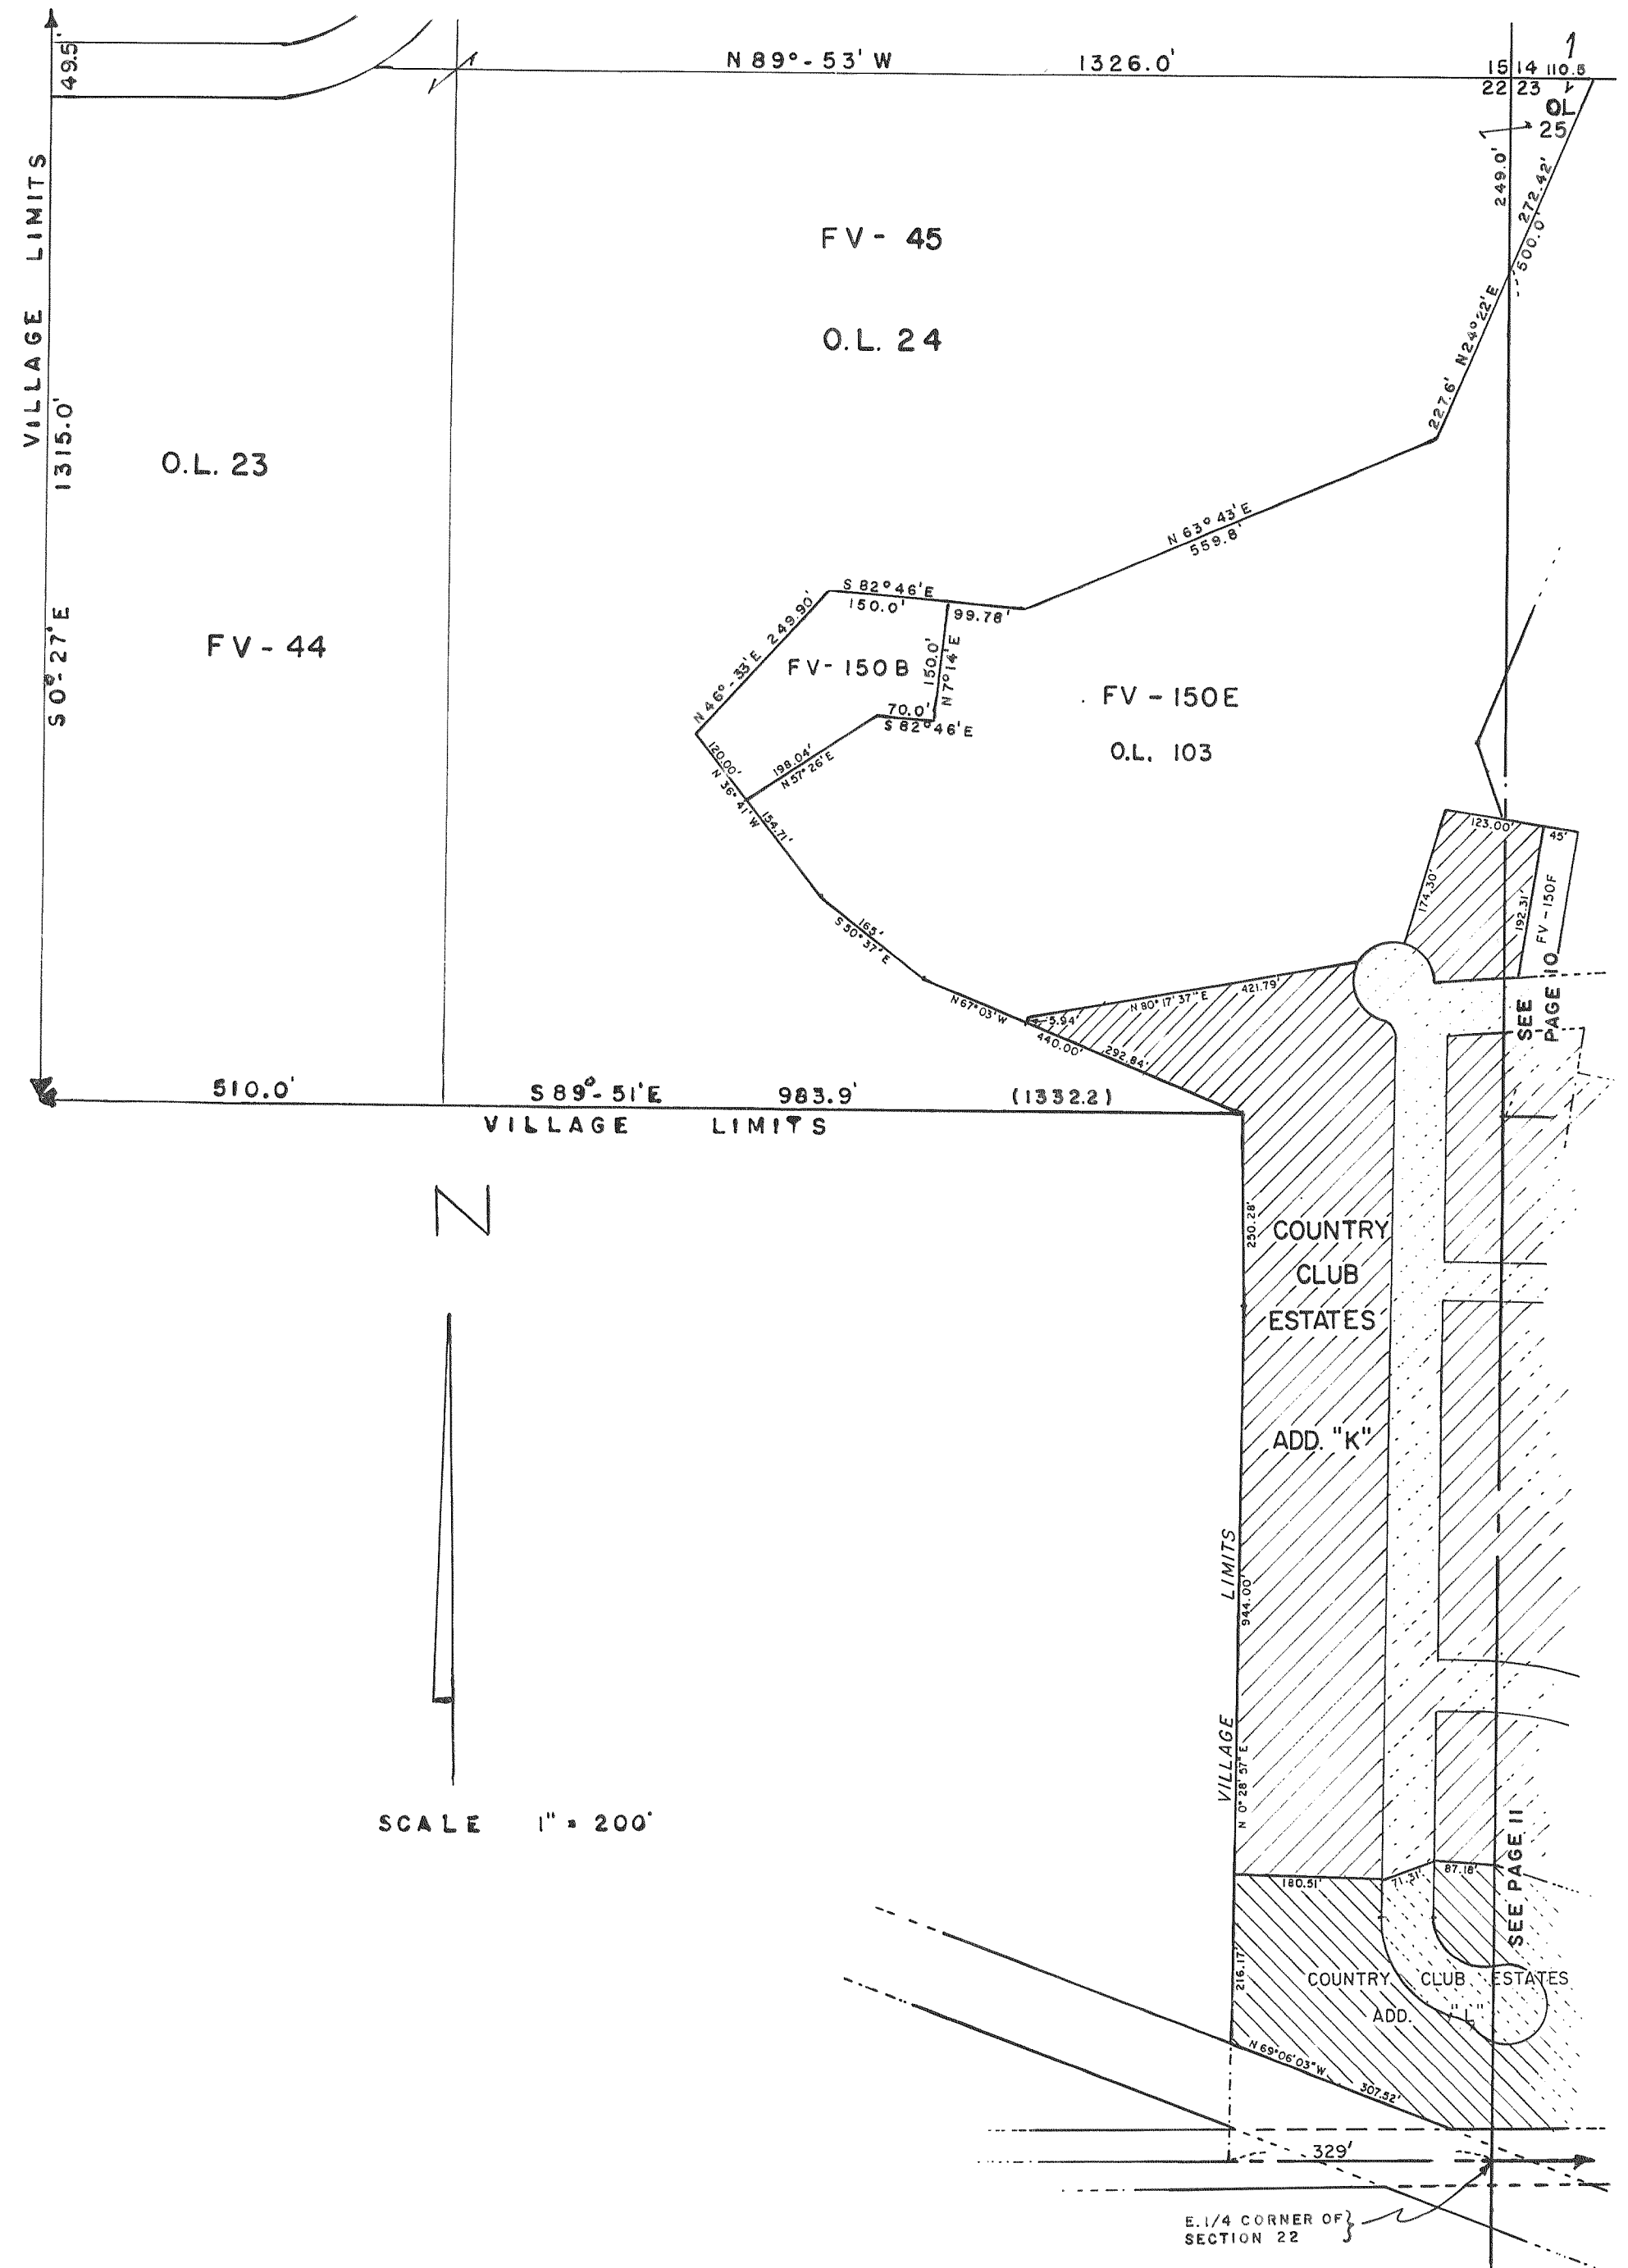 49.5'
N 89°- 53' W 1326.0'
1
15 14 110.5
22 23 1
OL
25
249.0'
272.42'
500.0'
N 24° 22' E
227.6'
VILLAGE LIMITS
1315.0'
S 0°- 27' E
FV - 45
O.L. 24
O.L. 23
FV - 44
N 63° 43' E
559.8'
S 82° 46' E
150.0'
99.78'
N 46° - 33' E 249.90'
FV - 150 B
150.0'
N 7° 14' E
70.0'
S 82° 46' E
FV - 150 E
O.L. 103
198.04'
N 57° 26' E
120.00'
N 36° 41' W
154.71'
165'
S 50° 37' E
N 67° 03' W
5.94'
440.00'
292.84'
N 80° 17' 37" E
421.79'
123.00'
45'
174.30'
192.31'
FV - 150F
SEE
PAGE 10
510.0'
S 89°- 51' E 983.9' (1332.2)
VILLAGE LIMITS
N
250.28'
COUNTRY
CLUB
ESTATES
ADD. "K"
VILLAGE LIMITS
944.00'
N 0° 28' 57" E
SCALE 1" = 200'
180.51'
71.31'
87.18'
SEE PAGE 11
216.17'
COUNTRY CLUB ESTATES
ADD. "L"
N 69° 06' 03" W
307.52'
329'
E. 1/4 CORNER OF
SECTION 22